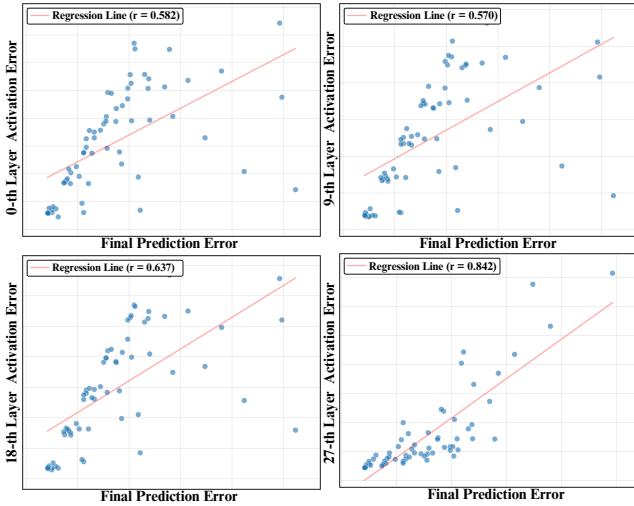 Regression Line (r = 0.582)
0-th Layer Activation Error
Final Prediction Error
Regression Line (r = 0.570)
9-th Layer Activation Error
Final Prediction Error
Regression Line (r = 0.637)
18-th Layer Activation Error
Final Prediction Error
Regression Line (r = 0.842)
27-th Layer Activation Error
Final Prediction Error